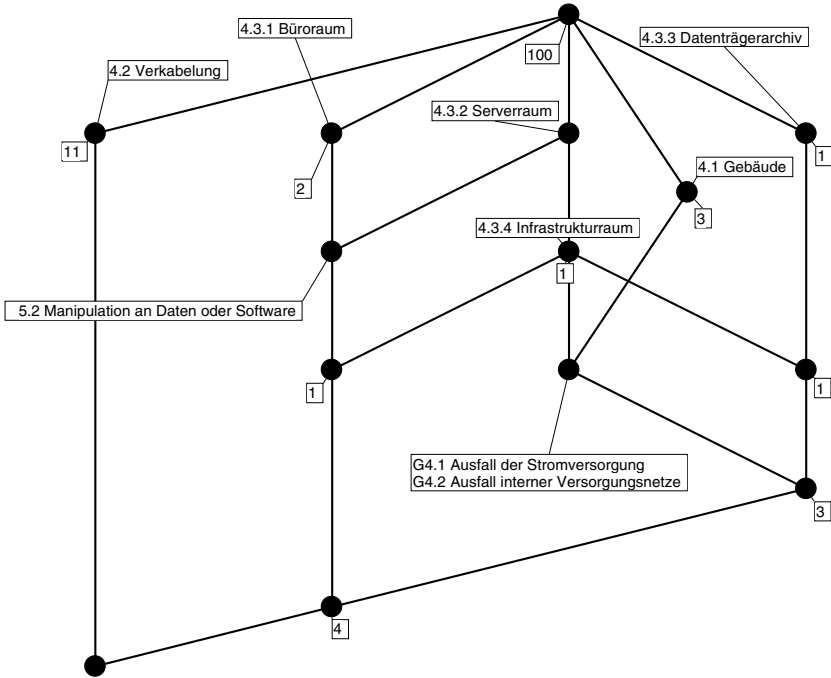 4.3.1 Büroraum
4.3.3 Datenträgerarchiv
100
4.2 Verkabelung
4.3.2 Serverraum
11
2
1
4.1 Gebäude
3
4.3.4 Infrastrukturraum
1
5.2 Manipulation an Daten oder Software
1
1
G4.1 Ausfall der Stromversorgung
G4.2 Ausfall interner Versorgungsnetze
3
4